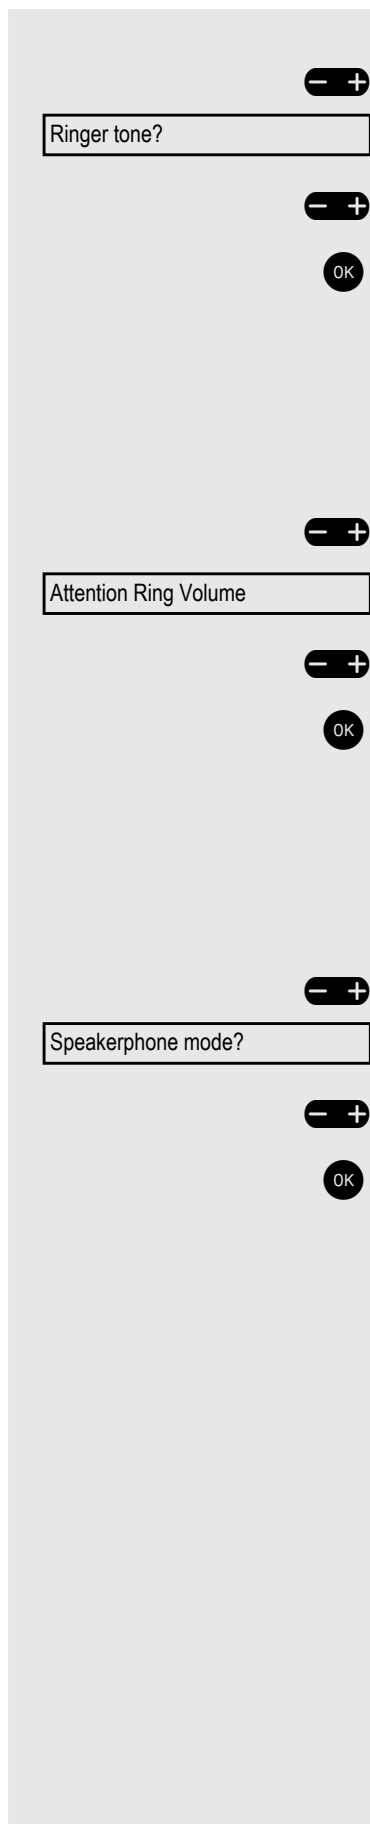 − +
Ringer tone?
− +
OK
− +
Attention Ring Volume
− +
OK
− +
Speakerphone mode?
− +
OK